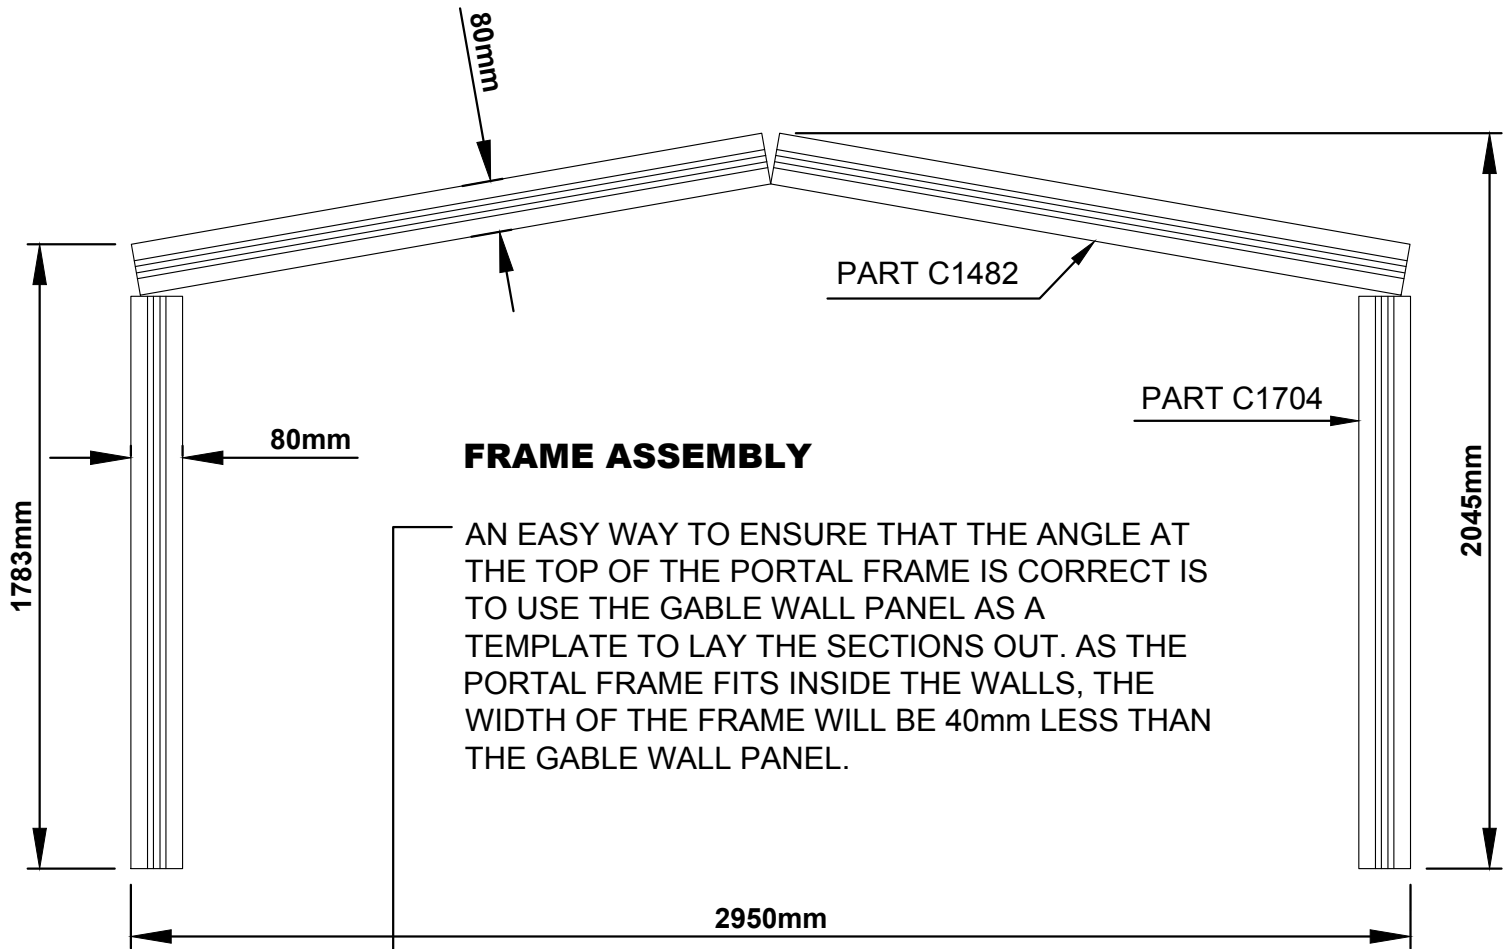 80mm
PART C1482
PART C1704
80mm
FRAME ASSEMBLY
1783mm
2045mm
AN EASY WAY TO ENSURE THAT THE ANGLE AT
THE TOP OF THE PORTAL FRAME IS CORRECT IS
TO USE THE GABLE WALL PANEL AS A
TEMPLATE TO LAY THE SECTIONS OUT. AS THE
PORTAL FRAME FITS INSIDE THE WALLS, THE
WIDTH OF THE FRAME WILL BE 40mm LESS THAN
THE GABLE WALL PANEL.
2950mm